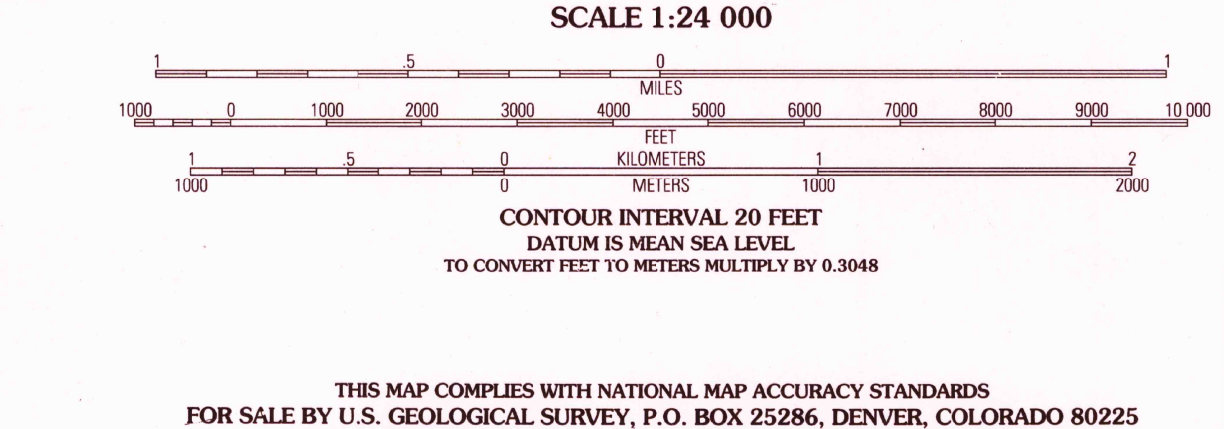 SCALE 1:24 000
1 .5 0 1
MILES
1000 0 1000 2000 3000 4000 5000 6000 7000 8000 9000 10 000
FEET
1 .5 0 KILOMETERS 1 2
1000 0 METERS 1000 2000
CONTOUR INTERVAL 20 FEET
DATUM IS MEAN SEA LEVEL
TO CONVERT FEET TO METERS MULTIPLY BY 0.3048
THIS MAP COMPLIES WITH NATIONAL MAP ACCURACY STANDARDS
FOR SALE BY U.S. GEOLOGICAL SURVEY, P.O. BOX 25286, DENVER, COLORADO 80225